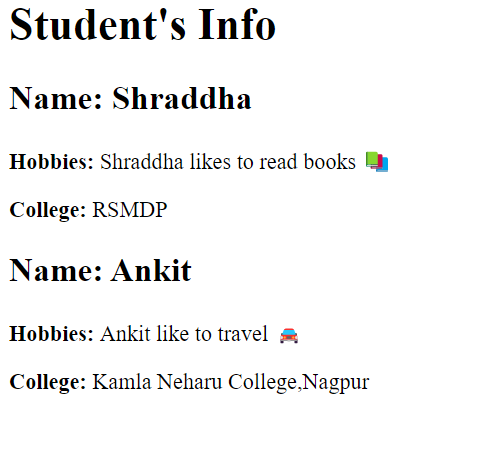 Student's Info
Name: Shraddha
Hobbies: Shraddha likes to read books 📚
College: RSMDP
Name: Ankit
Hobbies: Ankit like to travel 🚘
College: Kamla Neharu College,Nagpur